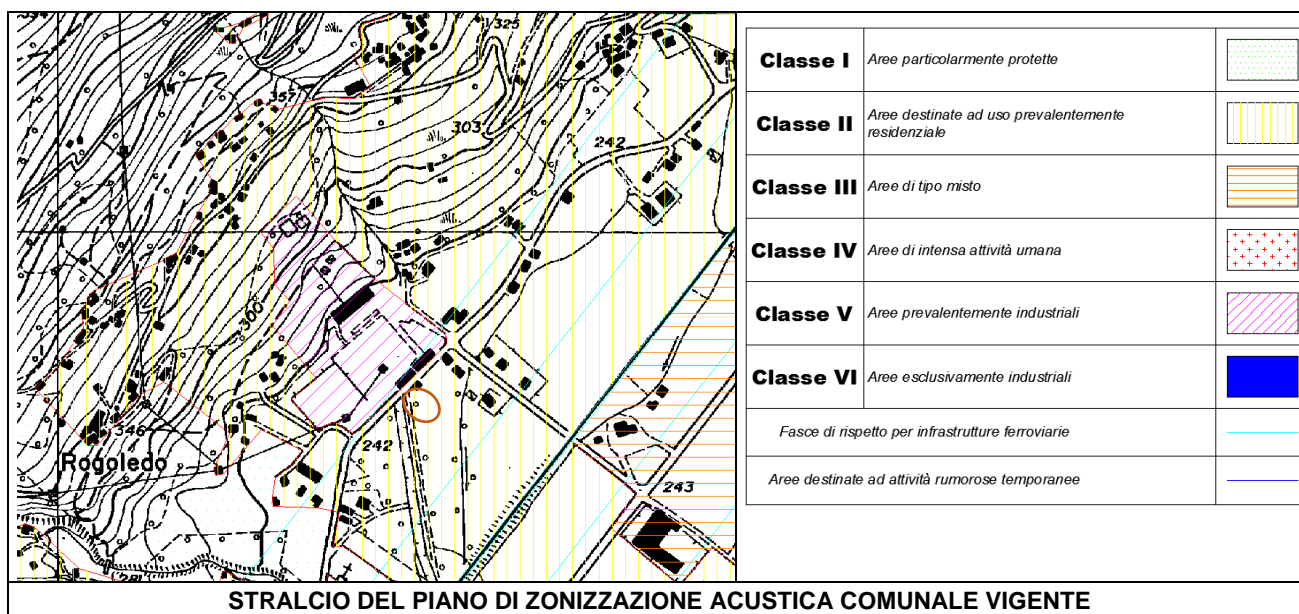 334
325
357
303
242
Classe I Aree particolarmente protette
Classe II Aree destinate ad uso prevalentemente
residenziale
Classe III Aree di tipo misto
Classe IV Aree di intensa attività umana
300
Classe V Aree prevalentemente industriali
Classe VI Aree esclusivamente industriali
346
242
Rogoledo
243
Fasce di rispetto per infrastrutture ferroviarie
Aree destinate ad attività rumorose temporanee
STRALCIO DEL PIANO DI ZONIZZAZIONE ACUSTICA COMUNALE VIGENTE